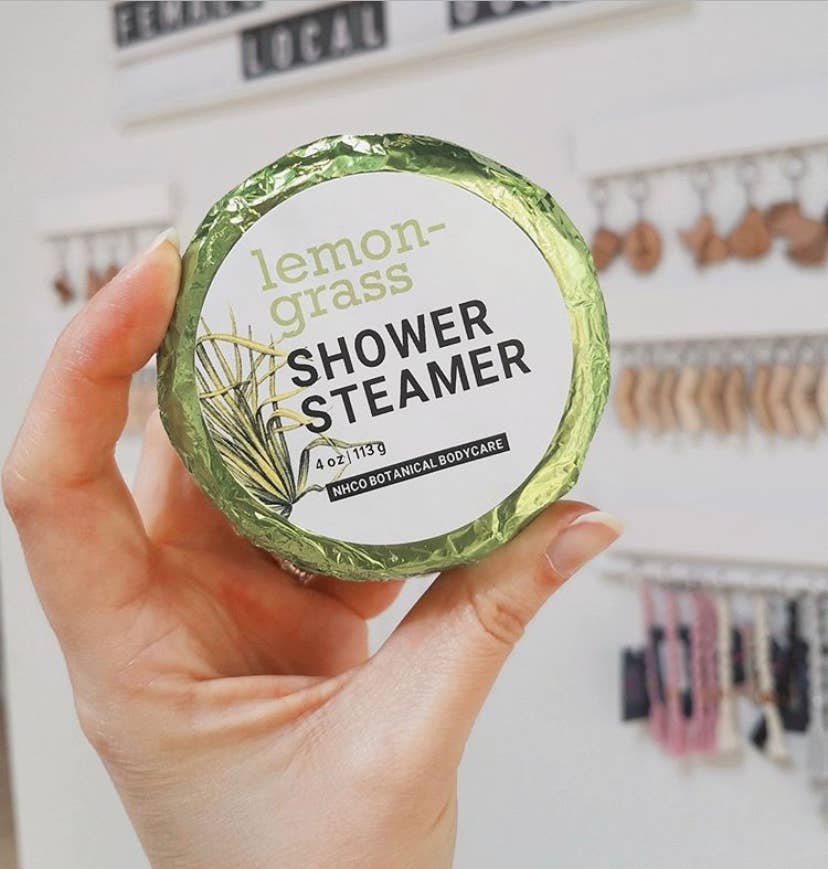 LOCAL
lemon-
grass
SHOWER
STEAMER
4 oz | 113 g
NHCO BOTANICAL BODYCARE